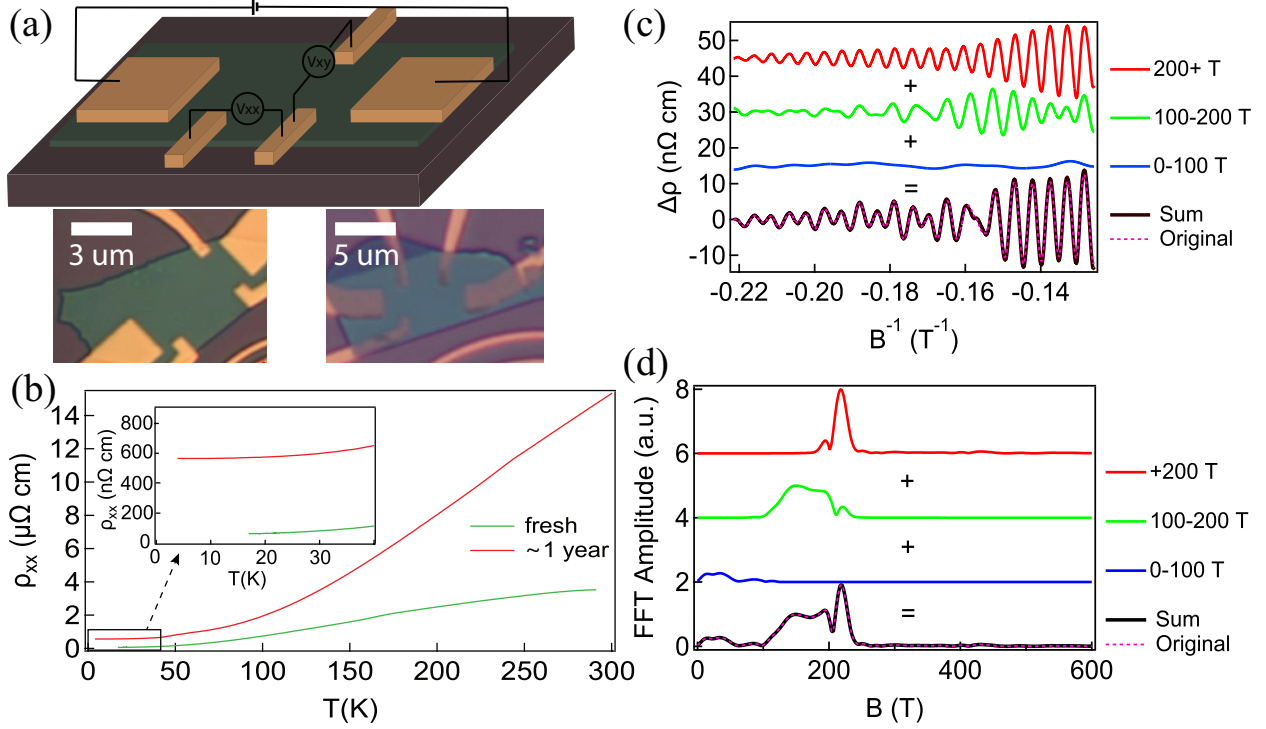 (a)
Vxy
Vxx
3 um
5 um
(b)
ρxx (μΩ cm)
14
12
10
8
6
4
2
0
0
50
100
150
200
250
300
T(K)
ρxx (nΩ cm)
800
600
400
200
0
0
10
20
30
T(K)
fresh
~1 year
(c)
Δρ (nΩ cm)
50
40
30
20
10
0
-10
+
+
=
-0.22
-0.20
-0.18
-0.16
-0.14
B⁻¹ (T⁻¹)
200+ T
100-200 T
0-100 T
Sum
Original
(d)
FFT Amplitude (a.u.)
8
6
4
2
0
+
+
=
0
200
400
600
B (T)
+200 T
100-200 T
0-100 T
Sum
Original